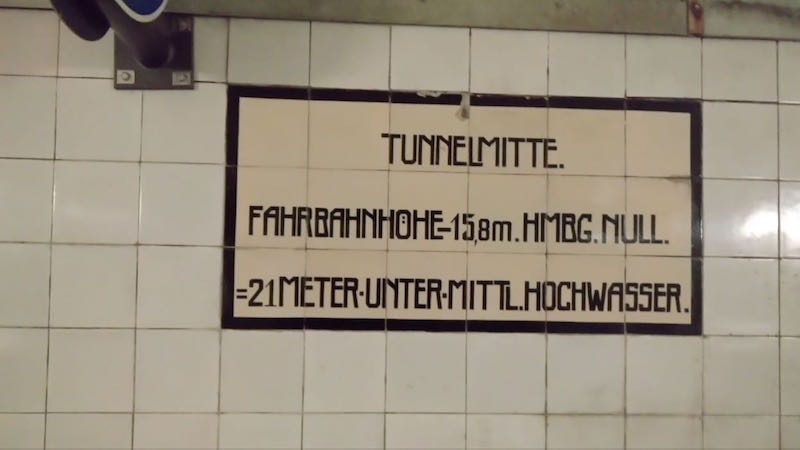 TUNNELMITTE.
FAHRBAHNHÖHE-15,8m.HMBG.NULL.
=21METER·UNTER·MITTL.HOCHWASSER.